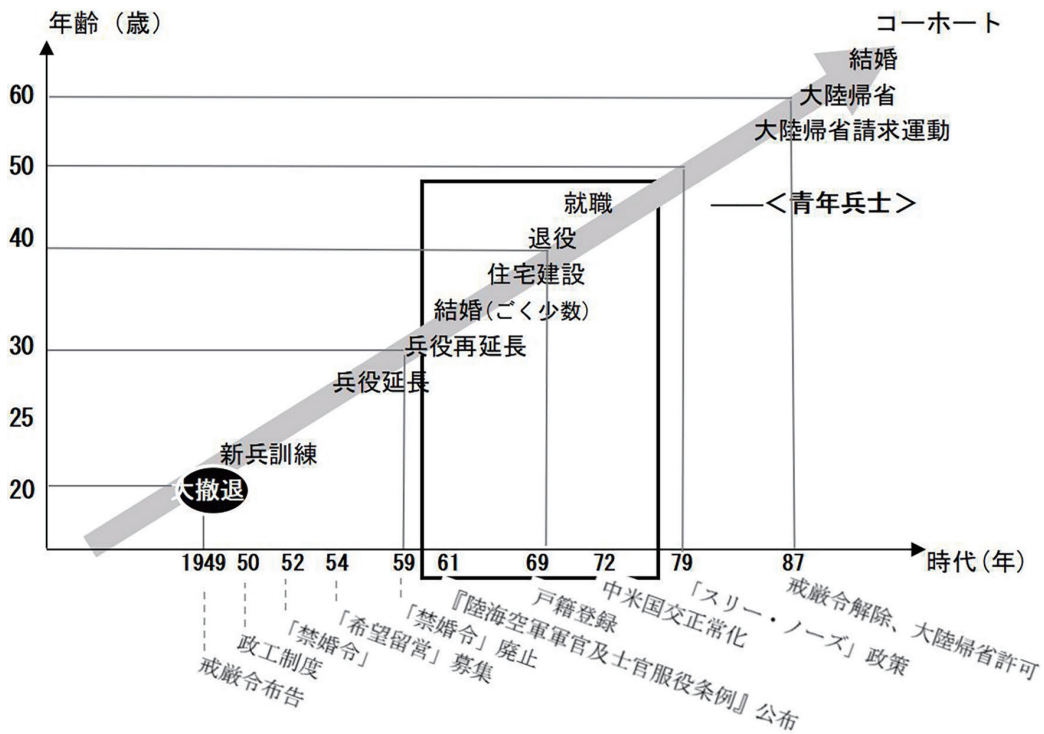 年齢（歳）
コーホート
結婚
60
大陸帰省
大陸帰省請求運動
50
就職
＜青年兵士＞
40
退役
住宅建設
結婚(ごく少数)
30
兵役再延長
兵役延長
25
新兵訓練
20
大撤退
1949 50 52 54 59 61 69 72 79 87
時代(年)
戒厳令布告
政工制度
「禁婚令」
「希望留営」募集
「禁婚令」廃止
『陸海空軍軍官及士官服役条例』公布
戸籍登録
中米国交正常化
「スリー・ノーズ」政策
戒厳令解除、大陸帰省許可